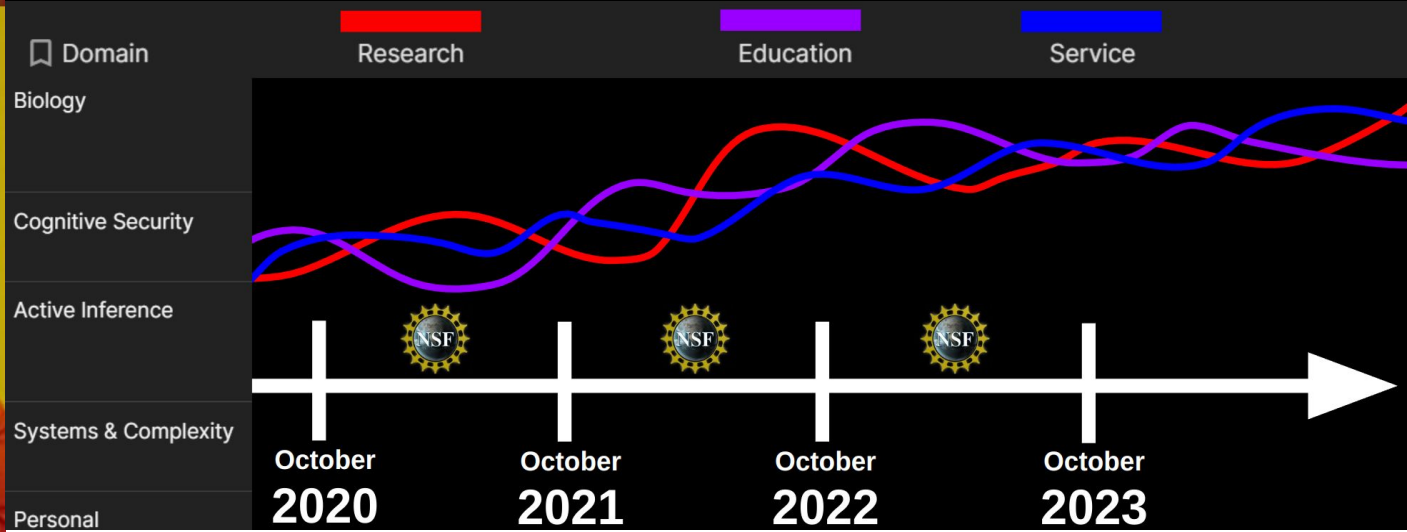 Domain
Research
Education
Service
Biology
Cognitive Security
Active Inference
Systems & Complexity
Personal
NSF
NSF
NSF
October
2020
October
2021
October
2022
October
2023